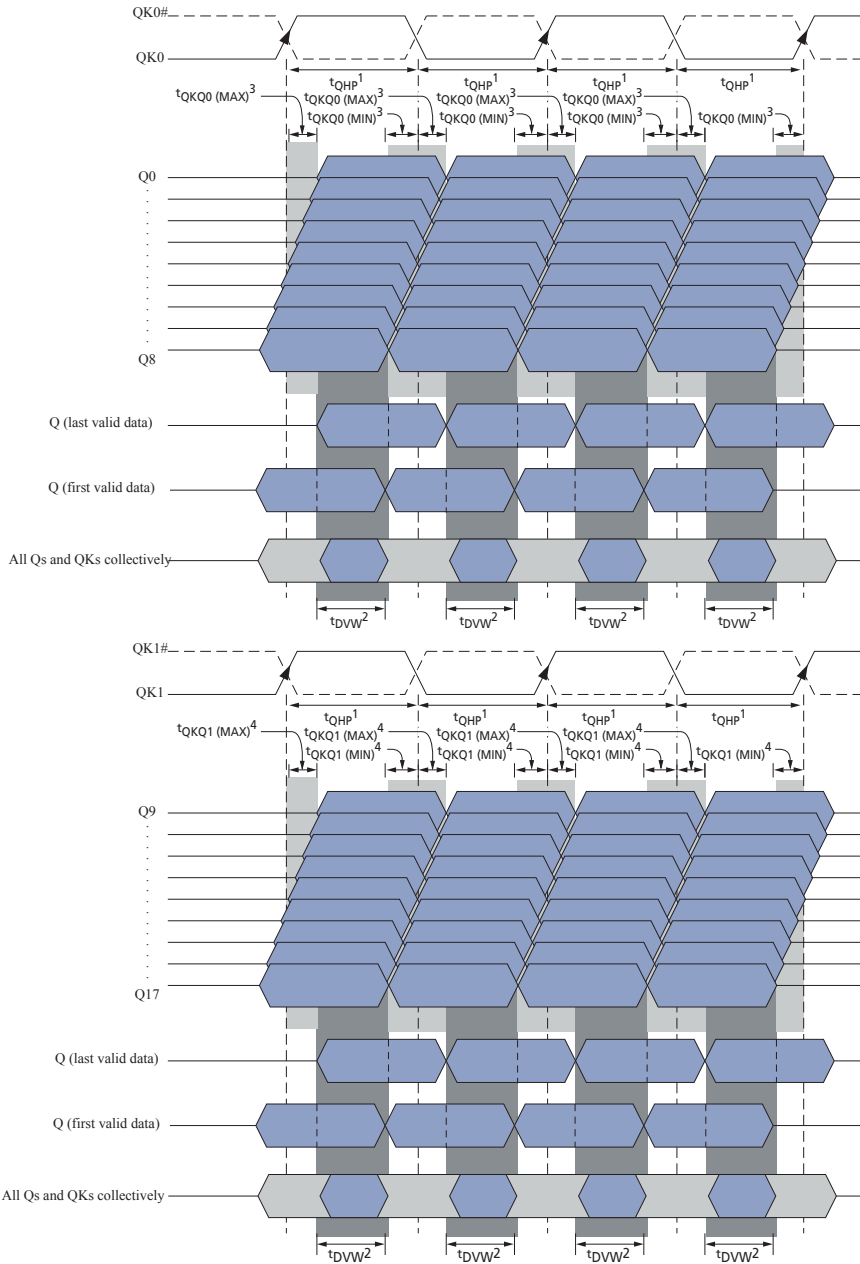 QK0#
QK0
tQHP1 tQHP1 tQHP1 tQHP1
tQKQ0 (MAX)3 tQKQ0 (MAX)3 tQKQ0 (MAX)3 tQKQ0 (MAX)3
tQKQ0 (MIN)3 tQKQ0 (MIN)3 tQKQ0 (MIN)3 tQKQ0 (MIN)3
Q0
Q8
Q (last valid data)
Q (first valid data)
All Qs and QKs collectively
tDVW2 tDVW2 tDVW2 tDVW2
QK1#
QK1
tQHP1 tQHP1 tQHP1 tQHP1
tQKQ1 (MAX)4 tQKQ1 (MAX)4 tQKQ1 (MAX)4 tQKQ1 (MAX)4
tQKQ1 (MIN)4 tQKQ1 (MIN)4 tQKQ1 (MIN)4 tQKQ1 (MIN)4
Q9
Q17
Q (last valid data)
Q (first valid data)
All Qs and QKs collectively
tDVW2 tDVW2 tDVW2 tDVW2